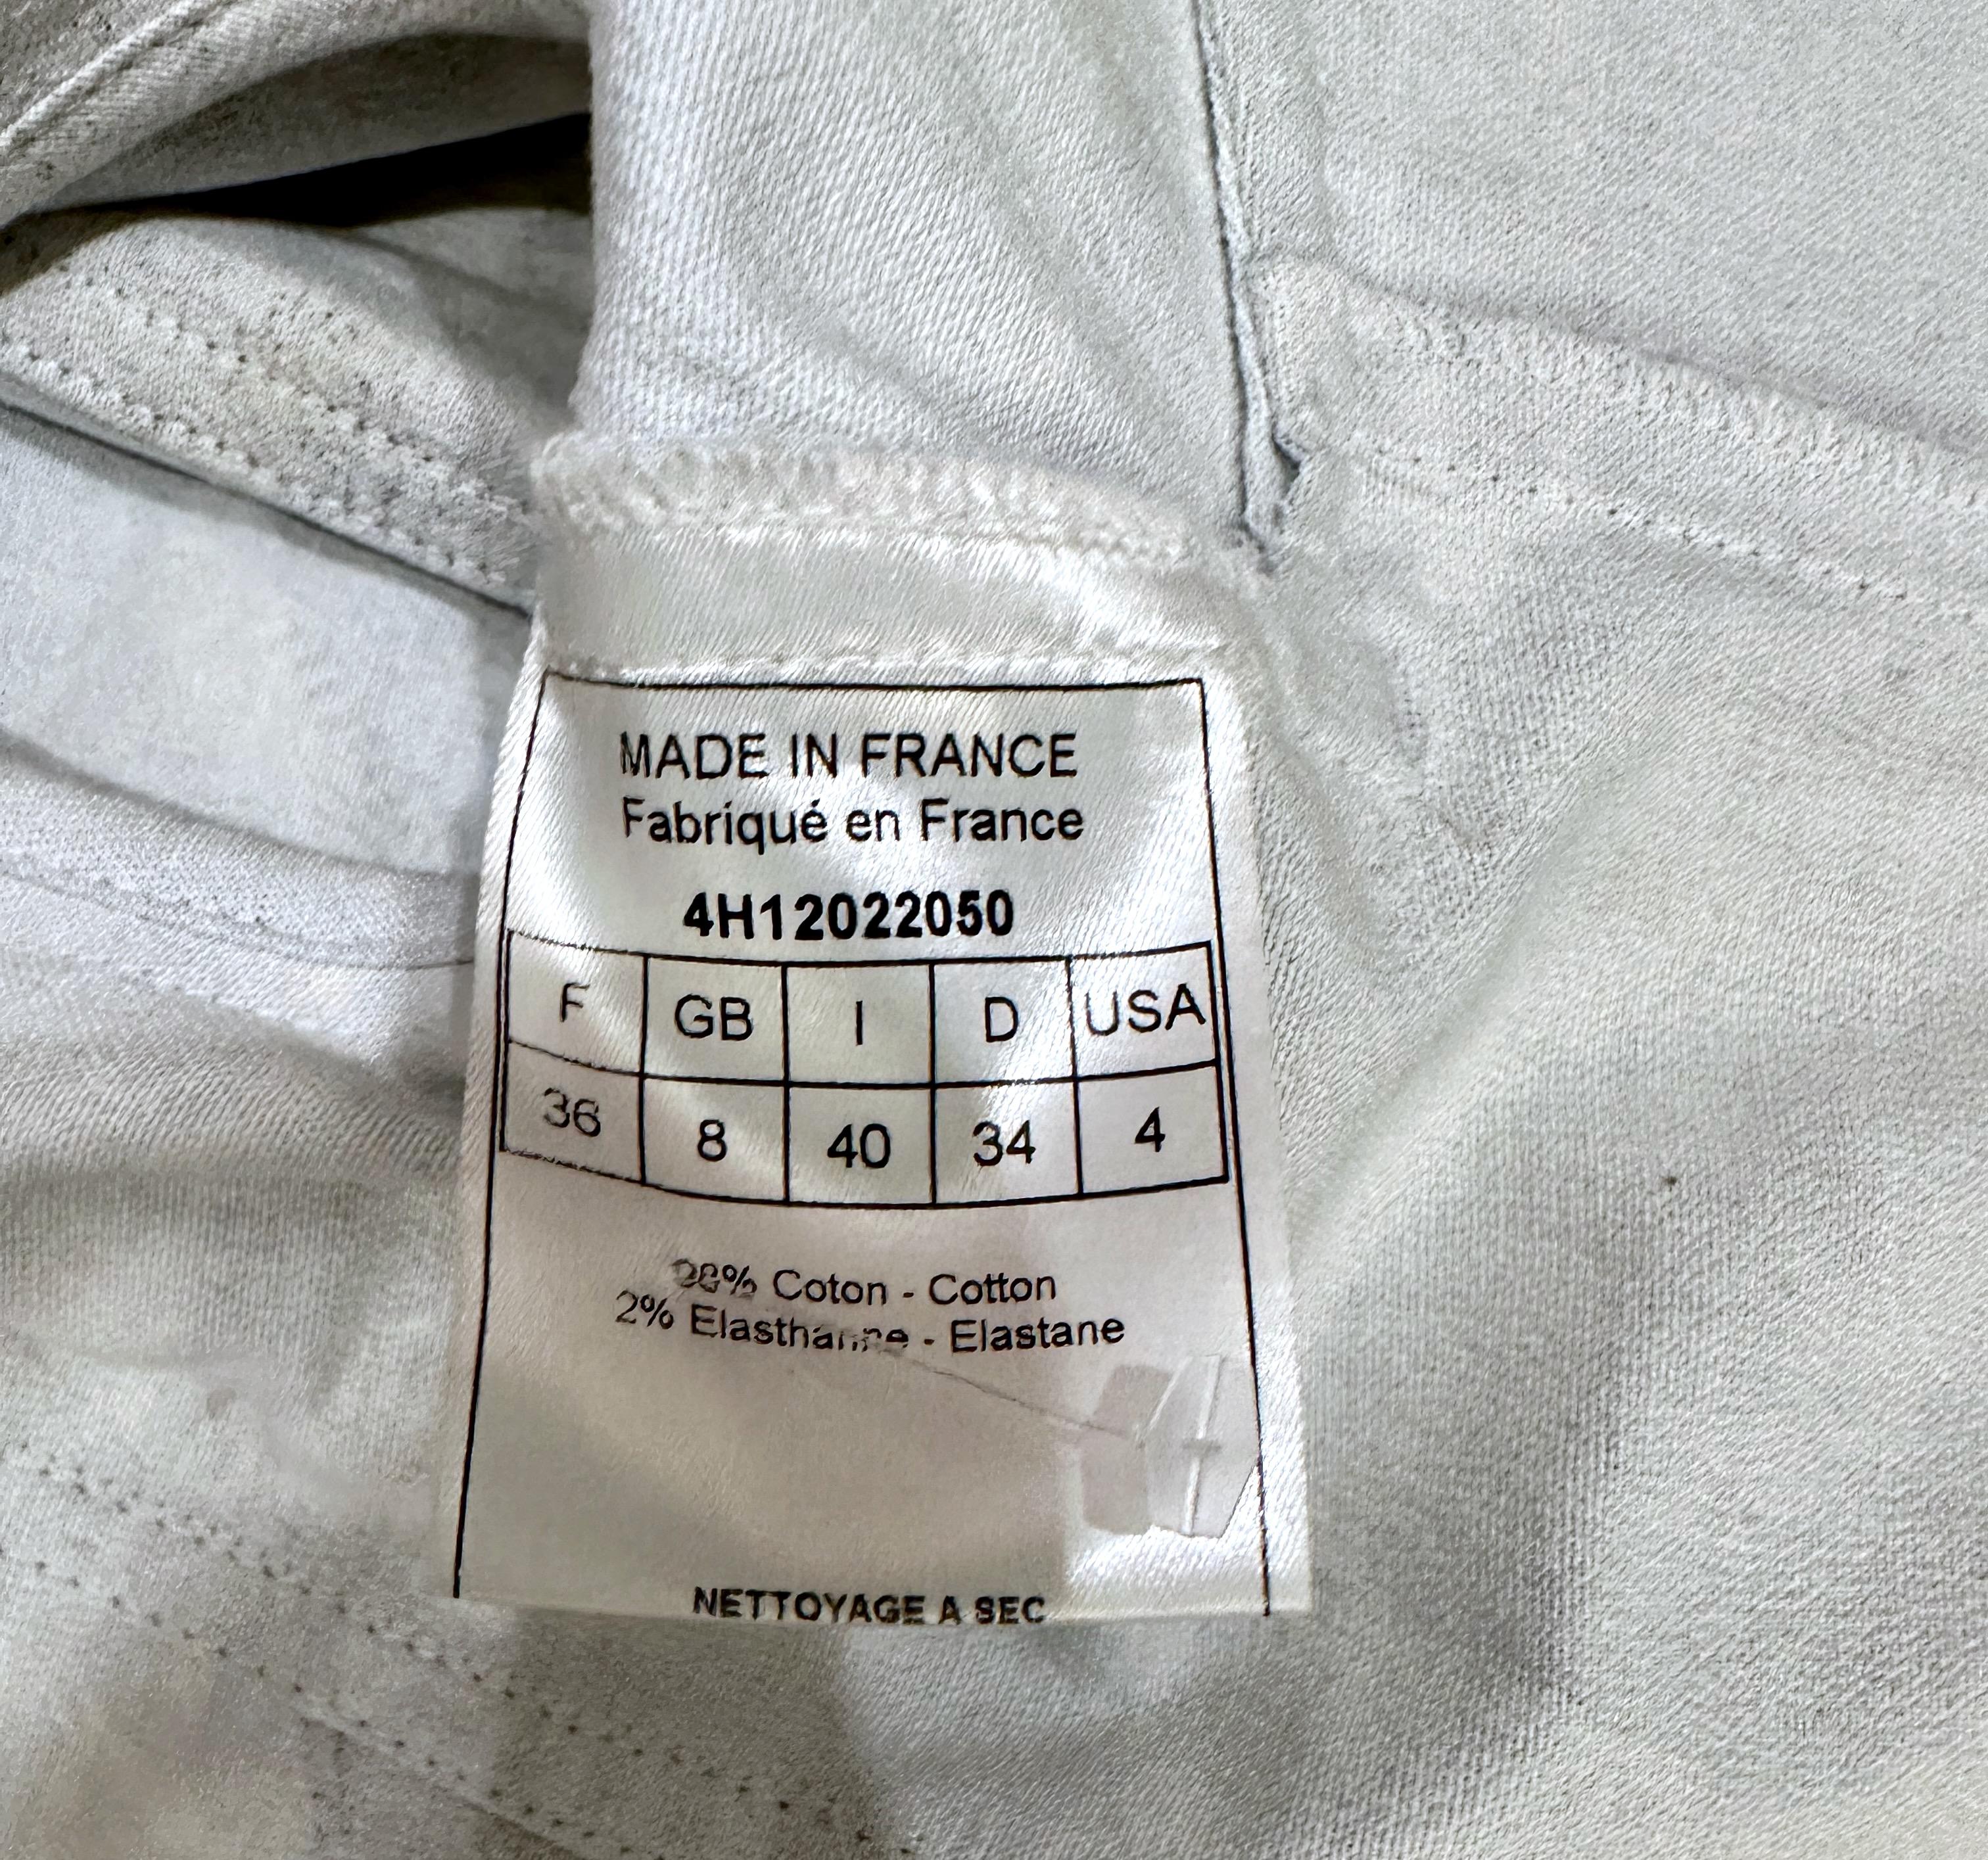 MADE IN FRANCE
Fabriqué en France
4H12022050
F GB I D USA
36 8 40 34 4
98% Coton - Cotton
2% Elasthanne - Elastane
NETTOYAGE A SEC